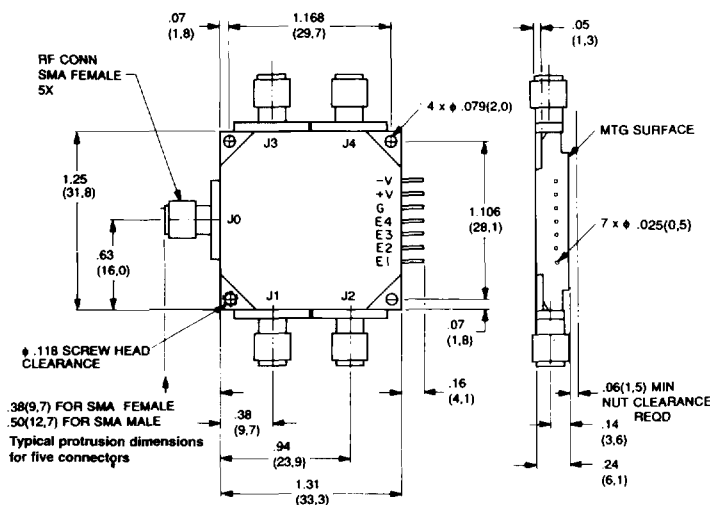 .07
(1,8)
1.168
(29,7)
.05
(1,3)
RF CONN
SMA FEMALE
5X
4 x ϕ .079(2,0)
MTG SURFACE
J3
J4
1.25
(31,8)
-V
+V
G
E4
E3
E2
E1
1.106
(28,1)
J0
7 x ϕ .025(0,5)
.63
(16,0)
J1
J2
.07
(1,8)
ϕ .118 SCREW HEAD
CLEARANCE
.16
(4,1)
.06(1,5) MIN
NUT CLEARANCE
REQD
.38(9,7) FOR SMA FEMALE
.50(12,7) FOR SMA MALE
Typical protrusion dimensions
for five connectors
.38
(9,7)
.14
(3,6)
.94
(23,9)
.24
(6,1)
1.31
(33,3)